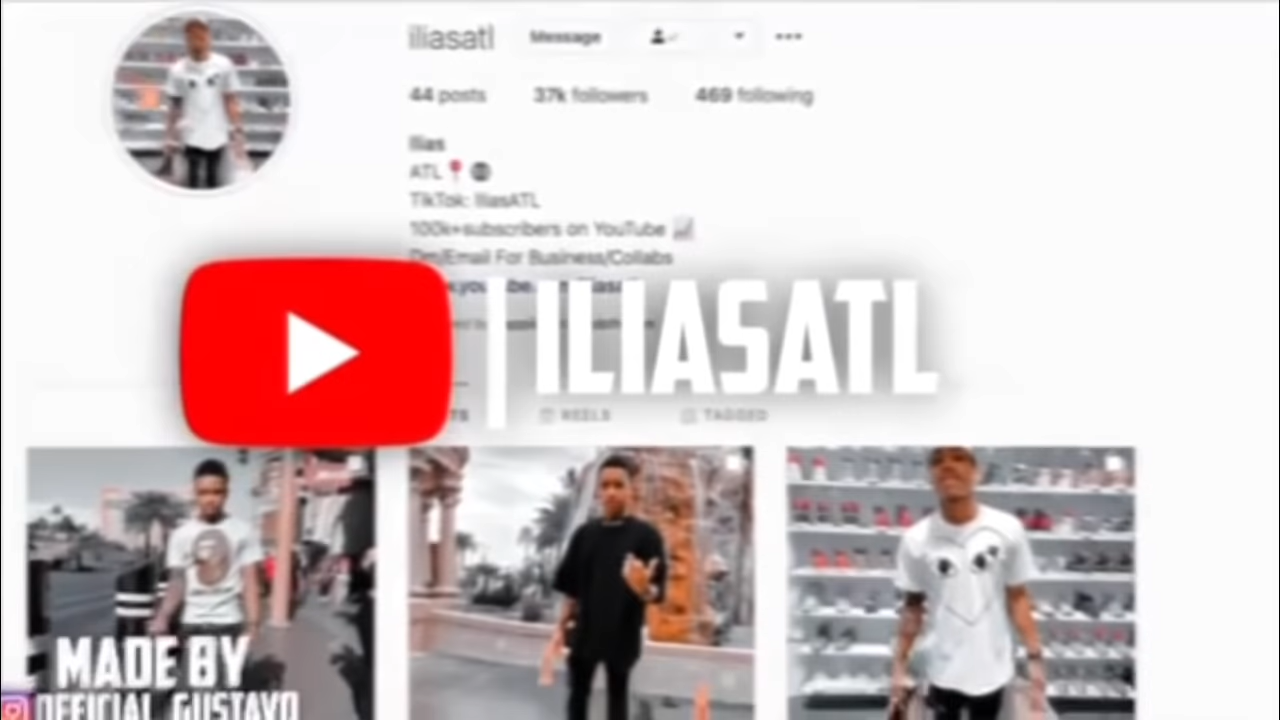 iliasatl Message
44 posts 37k followers 469 following
Ilias
ATL
TikTok: IliasATL
100k+subscribers on YouTube
Dm/Email For Business/Collabs
| ILIASATL
REELS TAGGED
MADE BY
OFFICIAL_GUSTAVO